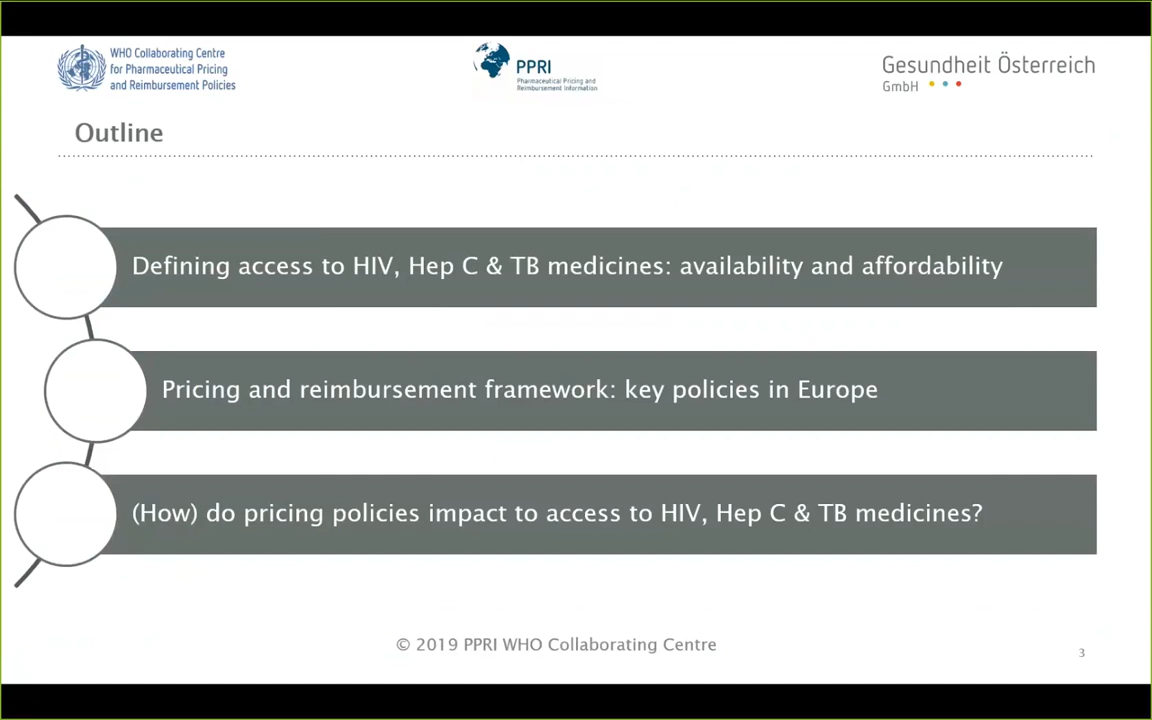 WHO Collaborating Centre
for Pharmaceutical Pricing
and Reimbursement Policies
PPRI
Pharmaceutical Pricing and
Reimbursement Information
Gesundheit Österreich
GmbH
Outline
Defining access to HIV, Hep C & TB medicines: availability and affordability
Pricing and reimbursement framework: key policies in Europe
(How) do pricing policies impact to access to HIV, Hep C & TB medicines?
© 2019 PPRI WHO Collaborating Centre
3